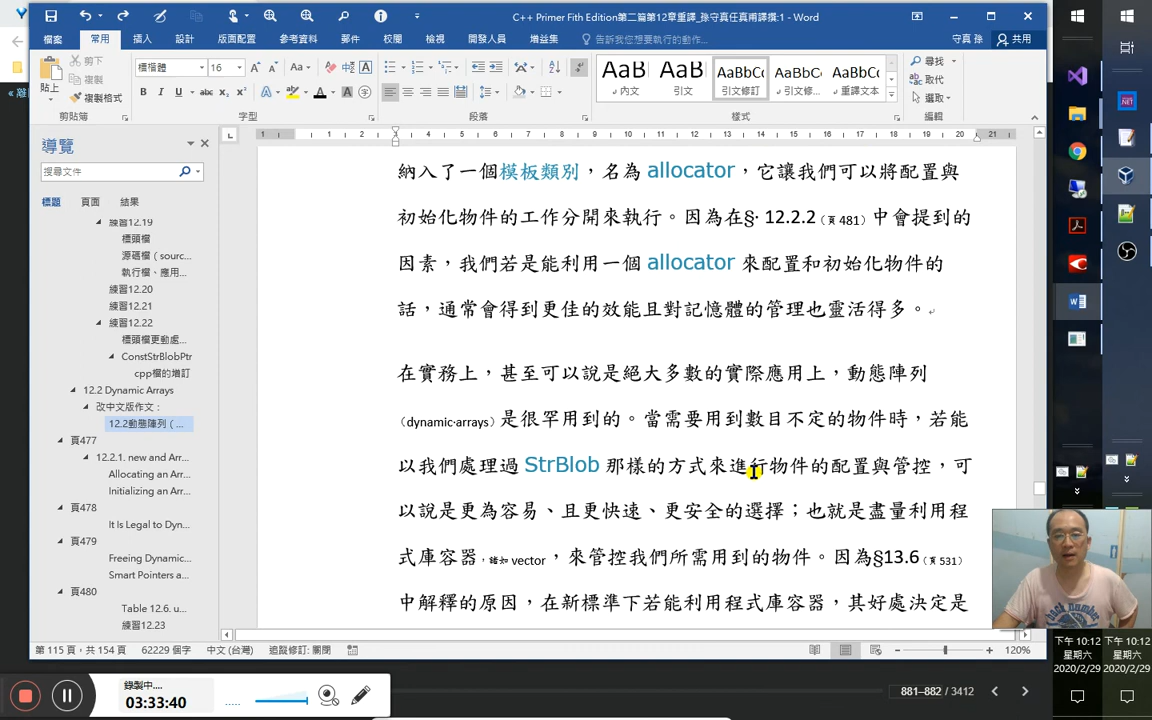 C++ Primer Fith Edition第二篇第12章重譯_孫守真任真甫譯撰:1 - Word
檔案 常用 插入 設計 版面配置 參考資料 郵件 校閱 檢視 開發人員 增益集 告訴我您想要執行的動作... 守真 孫 共用
貼上 剪下 複製 複製格式 剪貼簿
標楷體 16 字型
段落
AaBbC 內文 AaBbC 引文 AaBbCc 引文修訂 AaBbCc 引文修... AaBbCc 重譯文本 樣式
尋找 取代 選取 編輯
導覽
搜尋文件
標題 頁面 結果
練習12.19
標頭檔
源碼檔(sourc...
執行檔、應用...
練習12.20
練習12.21
練習12.22
標頭檔更動處...
ConstStrBlobPtr
cpp檔的增訂
12.2 Dynamic Arrays
改中文版作文:
12.2動態陣列(...
頁477
12.2.1. new and Arr...
Allocating an Arra...
Initializing an Arra...
頁478
It Is Legal to Dyn...
頁479
Freeing Dynamic...
Smart Pointers a...
頁480
Table 12.6. u...
練習12.23
納入了一個模板類別,名為 allocator,它讓我們可以將配置與
初始化物件的工作分開來執行。因為在§· 12.2.2(頁 481)中會提到的
因素,我們若是能利用一個 allocator 來配置和初始化物件的
話,通常會得到更佳的效能且對記憶體的管理也靈活得多。
在實務上,甚至可以說是絕大多數的實際應用上,動態陣列
(dynamic·arrays)是很罕用到的。當需要用到數目不定的物件時,若能
以我們處理過 StrBlob 那樣的方式來進行物件的配置與管控,可
以說是更為容易、且更快速、更安全的選擇;也就是盡量利用程
式庫容器,諸如 vector,來管控我們所需用到的物件。因為§13.6(頁 531)
中解釋的原因,在新標準下若能利用程式庫容器,其好處決定是
第 115 頁,共 154 頁 62229 個字 中文 (台灣) 追蹤修訂: 關閉 120%
錄製中....
03:33:40
881–882 / 3412
下午 10:12
星期六
2020/2/29
下午 10:12
星期六
2020/2/29
back number